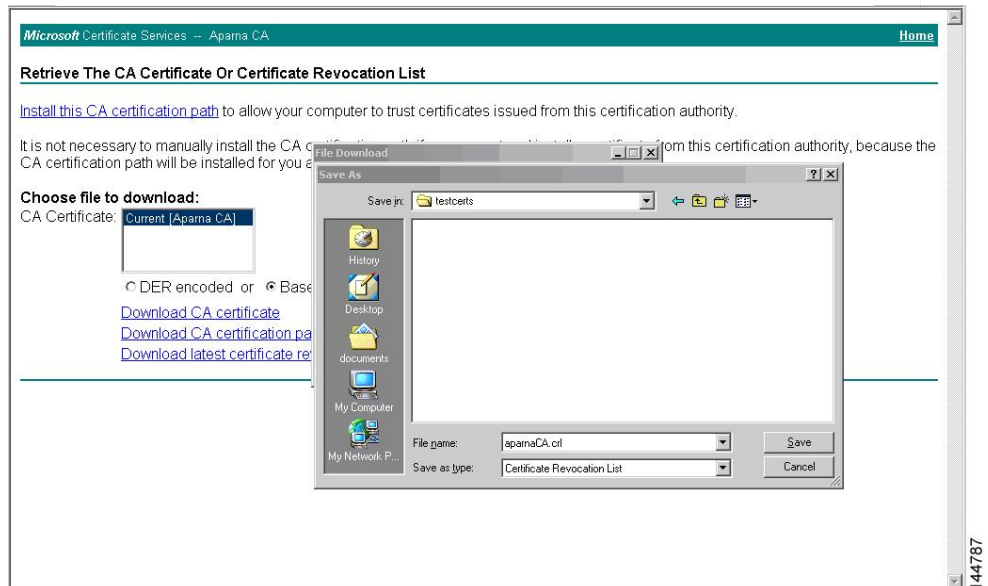 Microsoft Certificate Services -- Aparna CA Home
Retrieve The CA Certificate Or Certificate Revocation List
Install this CA certification path to allow your computer to trust certificates issued from this certification authority.
It is not necessary to manually install the CA from this certification authority, because the
CA certification path will be installed for you
File Download
Save As
Save in: testcerts
Choose file to download:
CA Certificate: Current [Aparna CA]
DER encoded or Base
Download CA certificate
Download CA certification pa
Download latest certificate re
History
Desktop
documents
My Computer
My Network P...
File name: aparnaCA.crl
Save
Save as type: Certificate Revocation List
Cancel
144787